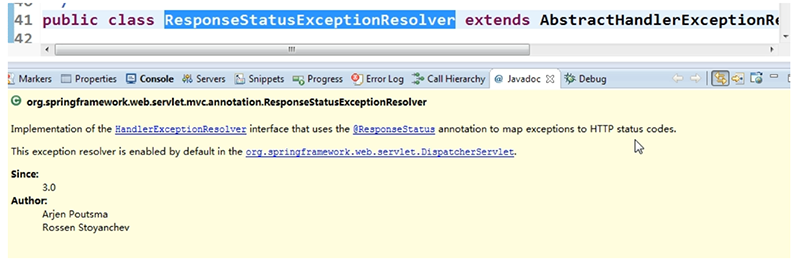 41 public class ResponseStatusExceptionResolver extends AbstractHandlerExceptionRe
42
Markers Properties Console Servers Snippets Progress Error Log Call Hierarchy @ Javadoc Debug
org.springframework.web.servlet.mvc.annotation.ResponseStatusExceptionResolver
Implementation of the HandlerExceptionResolver interface that uses the @ResponseStatus annotation to map exceptions to HTTP status codes.
This exception resolver is enabled by default in the org.springframework.web.servlet.DispatcherServlet.
Since:
3.0
Author:
Arjen Poutsma
Rossen Stoyanchev